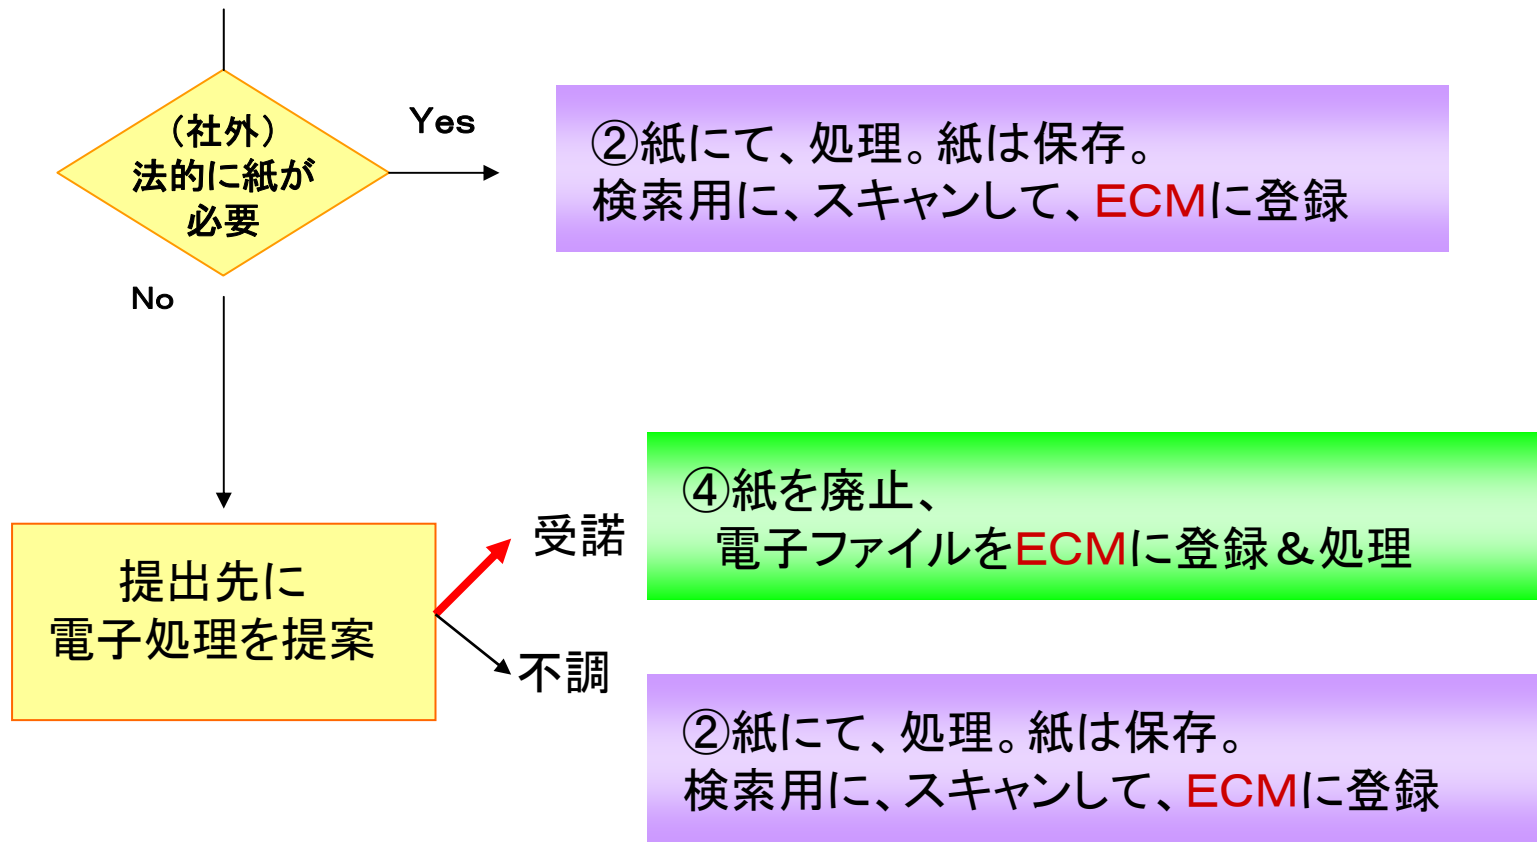 （社外）
法的に紙が
必要
Yes
②紙にて、処理。紙は保存。
検索用に、スキャンして、ECMに登録
No
提出先に
電子処理を提案
受諾
④紙を廃止、
電子ファイルをECMに登録＆処理
不調
②紙にて、処理。紙は保存。
検索用に、スキャンして、ECMに登録